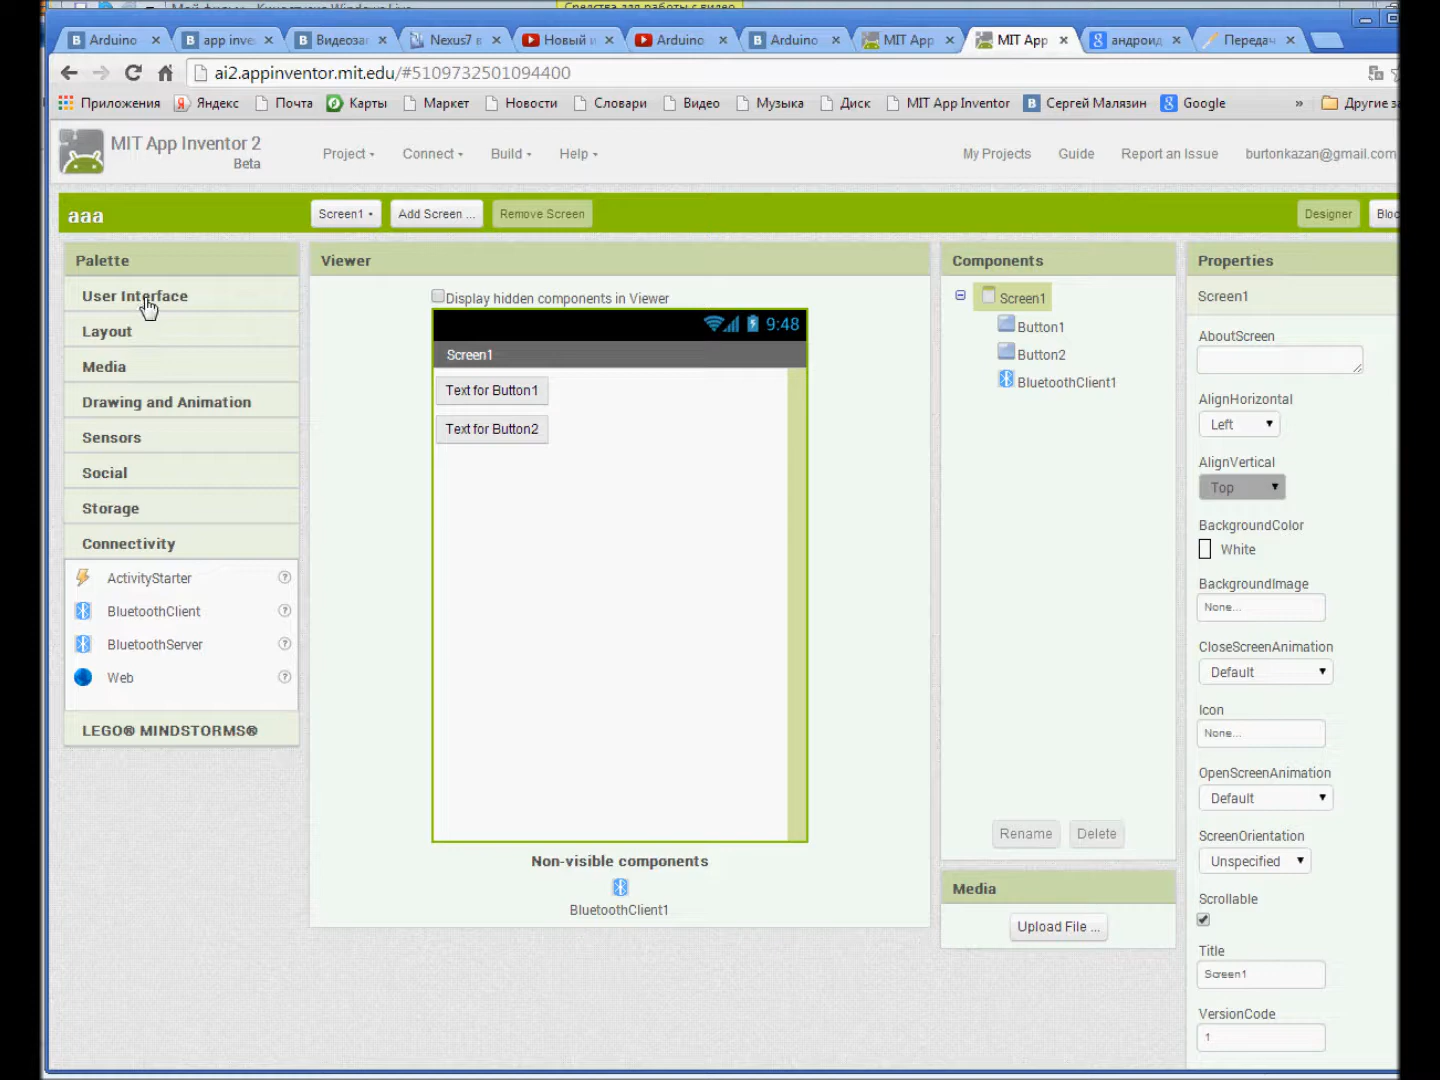 Средства для работы с видео
Arduino
app inve
Видеоза
Nexus7 в
Новый и
Arduino
Arduino
MIT App
MIT App
андроид
Передач
ai2.appinventor.mit.edu/#5109732501094400
Приложения
Яндекс
Почта
Карты
Маркет
Новости
Словари
Видео
Музыка
Диск
MIT App Inventor
Сергей Малязин
Google
»
Другие за
MIT App Inventor 2
Beta
Project
Connect
Build
Help
My Projects
Guide
Report an Issue
burtonkazan@gmail.com
aaa
Screen1
Add Screen ...
Remove Screen
Designer
Bloc
Palette
User Interface
Layout
Media
Drawing and Animation
Sensors
Social
Storage
Connectivity
ActivityStarter
BluetoothClient
BluetoothServer
Web
LEGO® MINDSTORMS®
Viewer
Display hidden components in Viewer
9:48
Screen1
Text for Button1
Text for Button2
Non-visible components
BluetoothClient1
Components
Screen1
Button1
Button2
BluetoothClient1
Rename
Delete
Media
Upload File ...
Properties
Screen1
AboutScreen
AlignHorizontal
Left
AlignVertical
Top
BackgroundColor
White
BackgroundImage
None...
CloseScreenAnimation
Default
Icon
None...
OpenScreenAnimation
Default
ScreenOrientation
Unspecified
Scrollable
Title
Screen1
VersionCode
1